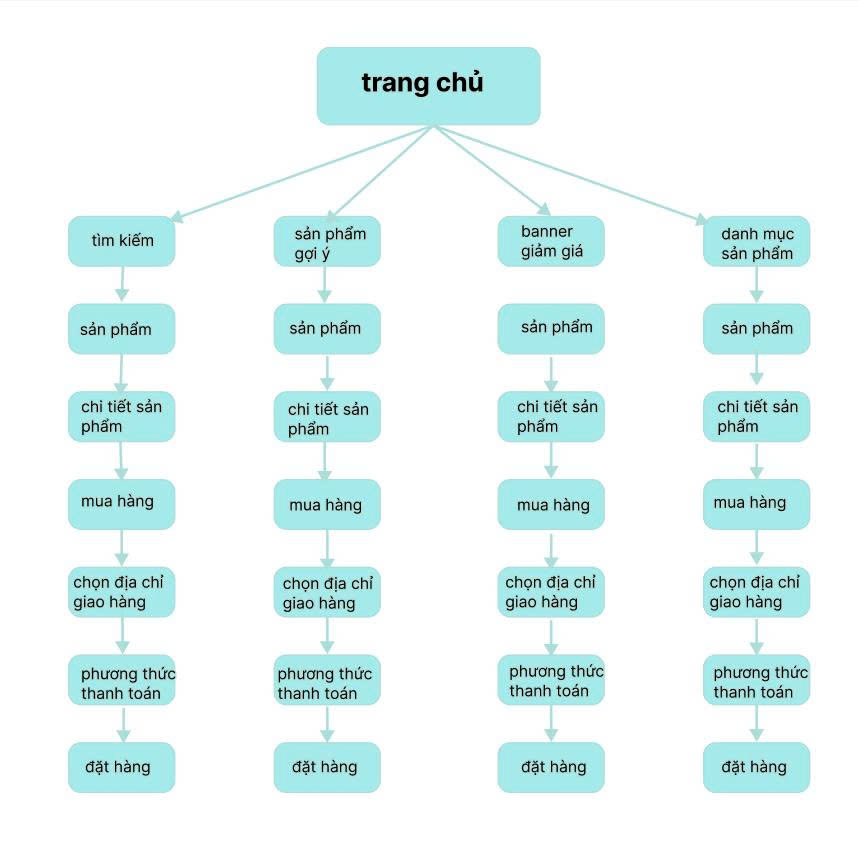 trang chủ
tìm kiếm
sản phẩm
gợi ý
banner
giảm giá
danh mục
sản phẩm
sản phẩm
sản phẩm
sản phẩm
sản phẩm
chi tiết sản
phẩm
chi tiết sản
phẩm
chi tiết sản
phẩm
chi tiết sản
phẩm
mua hàng
mua hàng
mua hàng
mua hàng
chọn địa chỉ
giao hàng
chọn địa chỉ
giao hàng
chọn địa chỉ
giao hàng
chọn địa chỉ
giao hàng
phương thức
thanh toán
phương thức
thanh toán
phương thức
thanh toán
phương thức
thanh toán
đặt hàng
đặt hàng
đặt hàng
đặt hàng